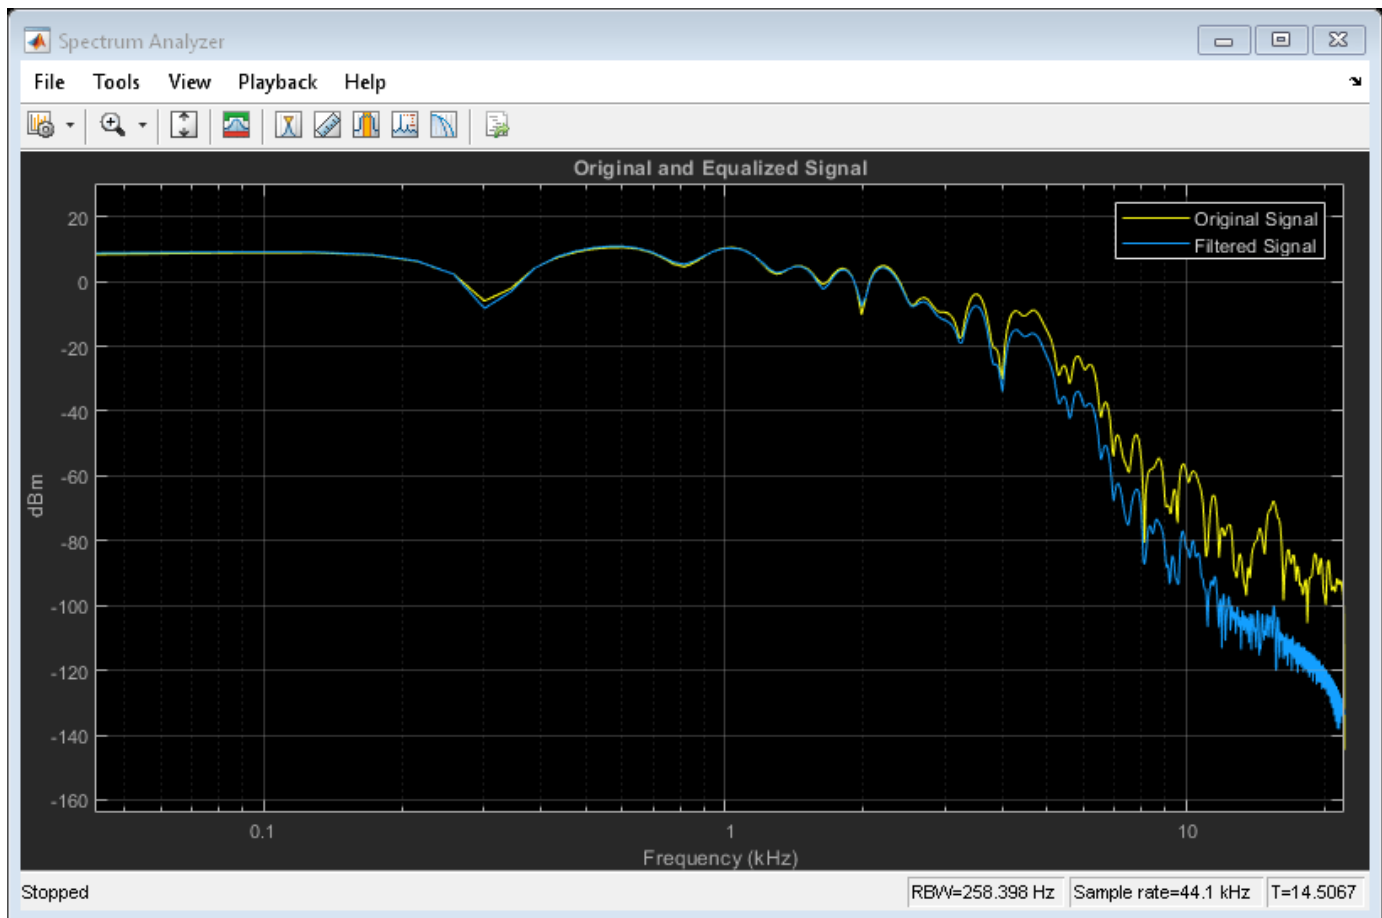 Spectrum Analyzer
File Tools View Playback Help
Original and Equalized Signal
Original Signal
Filtered Signal
20
0
-20
-40
-60
-80
-100
-120
-140
-160
dBm
0.1 1 10
Frequency (kHz)
Stopped RBW=258.398 Hz Sample rate=44.1 kHz T=14.5067